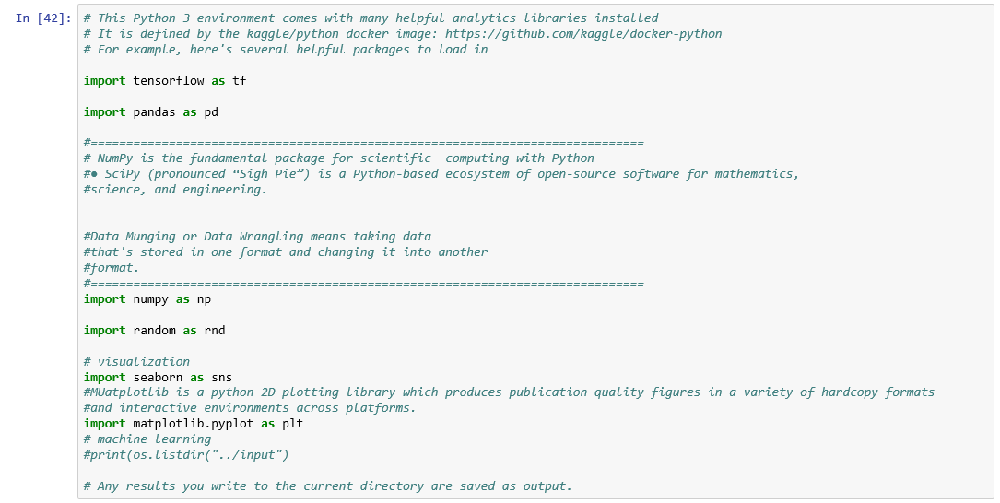 In [42]: # This Python 3 environment comes with many helpful analytics libraries installed
# It is defined by the kaggle/python docker image: https://github.com/kaggle/docker-python
# For example, here's several helpful packages to load in
import tensorflow as tf
import pandas as pd
#==============================================================================
# NumPy is the fundamental package for scientific  computing with Python
#● SciPy (pronounced “Sigh Pie”) is a Python-based ecosystem of open-source software for mathematics,
#science, and engineering.
#Data Munging or Data Wrangling means taking data
#that's stored in one format and changing it into another
#format.
#==============================================================================
import numpy as np
import random as rnd
# visualization
import seaborn as sns
#MUatplotlib is a python 2D plotting library which produces publication quality figures in a variety of hardcopy formats
#and interactive environments across platforms.
import matplotlib.pyplot as plt
# machine learning
#print(os.listdir("../input")
# Any results you write to the current directory are saved as output.